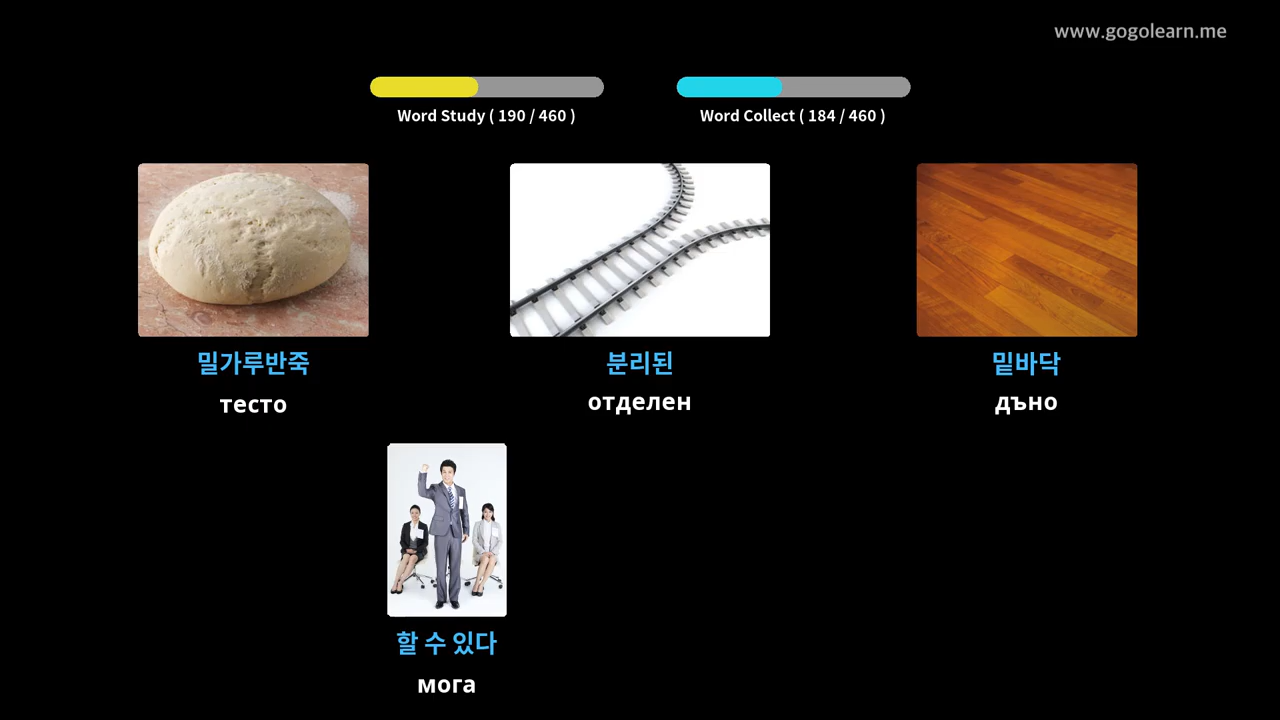 www.gogolearn.me
Word Study ( 190 / 460 )
Word Collect ( 184 / 460 )
밀가루반죽
분리된
밑바닥
тесто
отделен
дъно
할 수 있다
мога